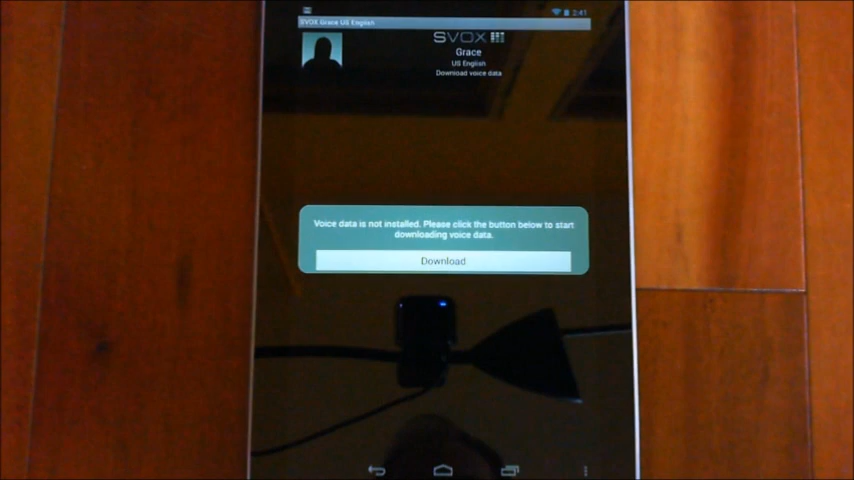 2:41
SVOX Grace US English
SVOX
Grace
US English
Download voice data
Voice data is not installed. Please click the button below to start
downloading voice data.
Download